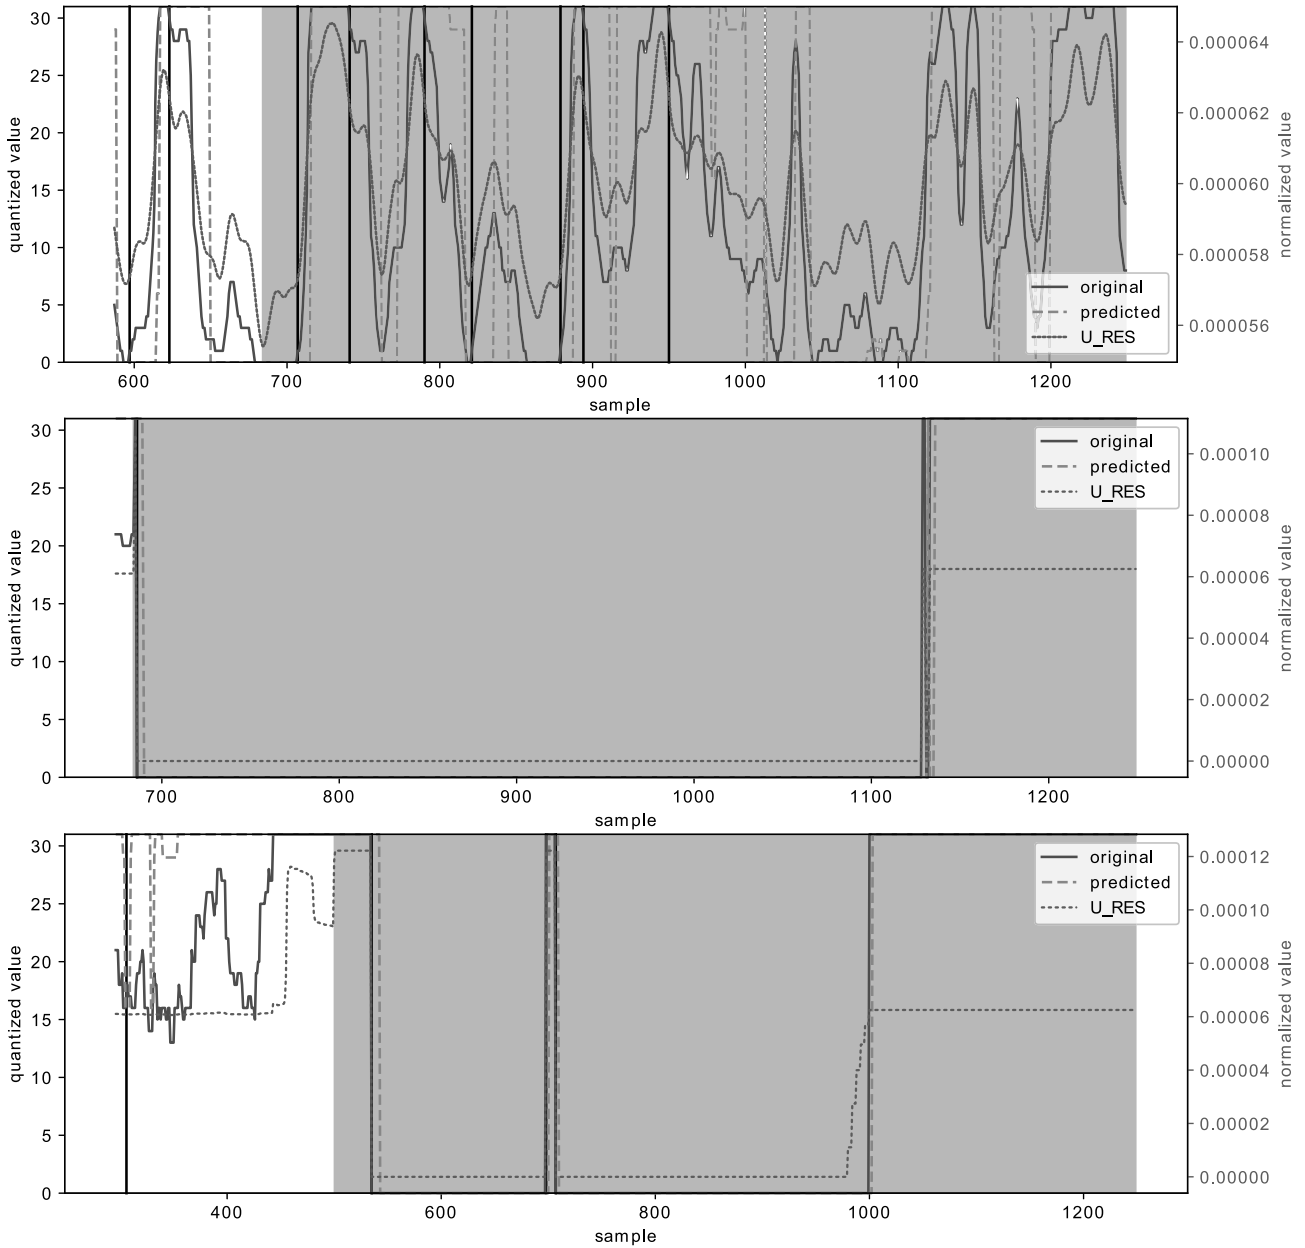 quantized value
30
25
20
15
10
5
0
600 700 800 900 1000 1100 1200
sample
normalized value
0.000064
0.000062
0.000060
0.000058
0.000056
original
predicted
U_RES
quantized value
30
25
20
15
10
5
0
700 800 900 1000 1100 1200
sample
normalized value
0.00010
0.00008
0.00006
0.00004
0.00002
0.00000
original
predicted
U_RES
quantized value
30
25
20
15
10
5
0
400 600 800 1000 1200
sample
normalized value
0.00012
0.00010
0.00008
0.00006
0.00004
0.00002
0.00000
original
predicted
U_RES